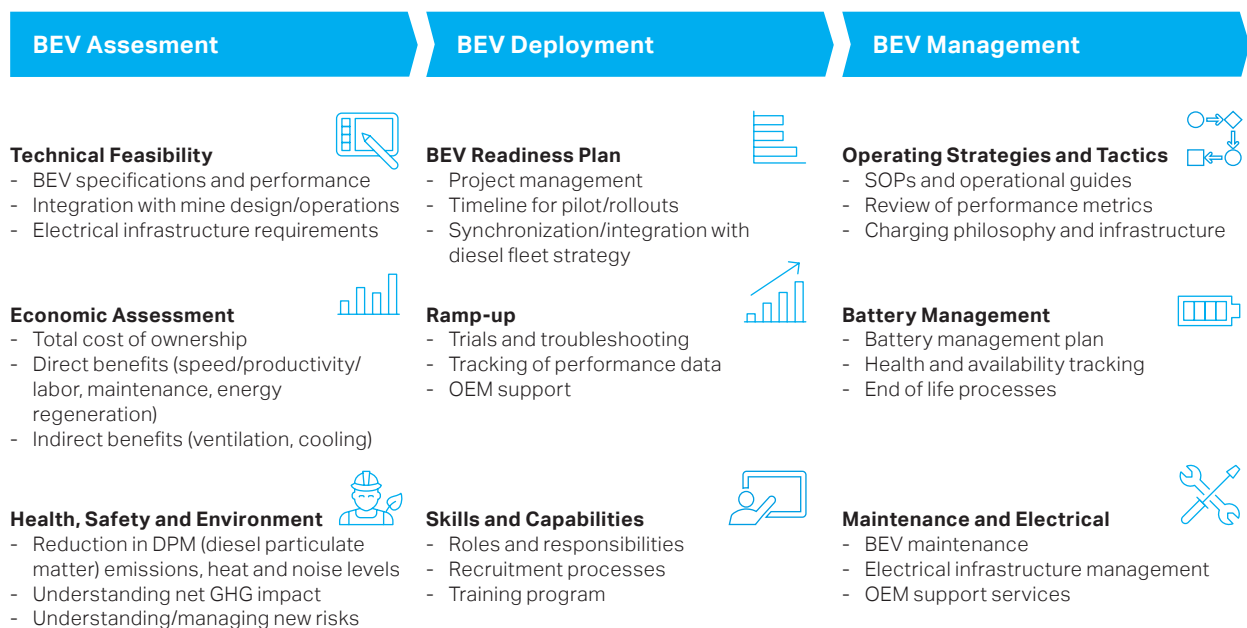 BEV Assesment
BEV Deployment
BEV Management
Technical Feasibility
- BEV specifications and performance
- Integration with mine design/operations
- Electrical infrastructure requirements
Economic Assessment
- Total cost of ownership
- Direct benefits (speed/productivity/
labor, maintenance, energy
regeneration)
- Indirect benefits (ventilation, cooling)
Health, Safety and Environment
- Reduction in DPM (diesel particulate
matter) emissions, heat and noise levels
- Understanding net GHG impact
- Understanding/managing new risks
BEV Readiness Plan
- Project management
- Timeline for pilot/rollouts
- Synchronization/integration with
diesel fleet strategy
Ramp-up
- Trials and troubleshooting
- Tracking of performance data
- OEM support
Skills and Capabilities
- Roles and responsibilities
- Recruitment processes
- Training program
Operating Strategies and Tactics
- SOPs and operational guides
- Review of performance metrics
- Charging philosophy and infrastructure
Battery Management
- Battery management plan
- Health and availability tracking
- End of life processes
Maintenance and Electrical
- BEV maintenance
- Electrical infrastructure management
- OEM support services